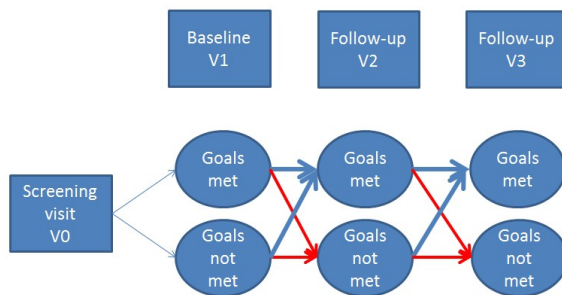 Baseline
V1
Follow-up
V2
Follow-up
V3
Goals
met
Goals
met
Goals
met
Screening
visit
V0
Goals
not
met
Goals
not
met
Goals
not
met